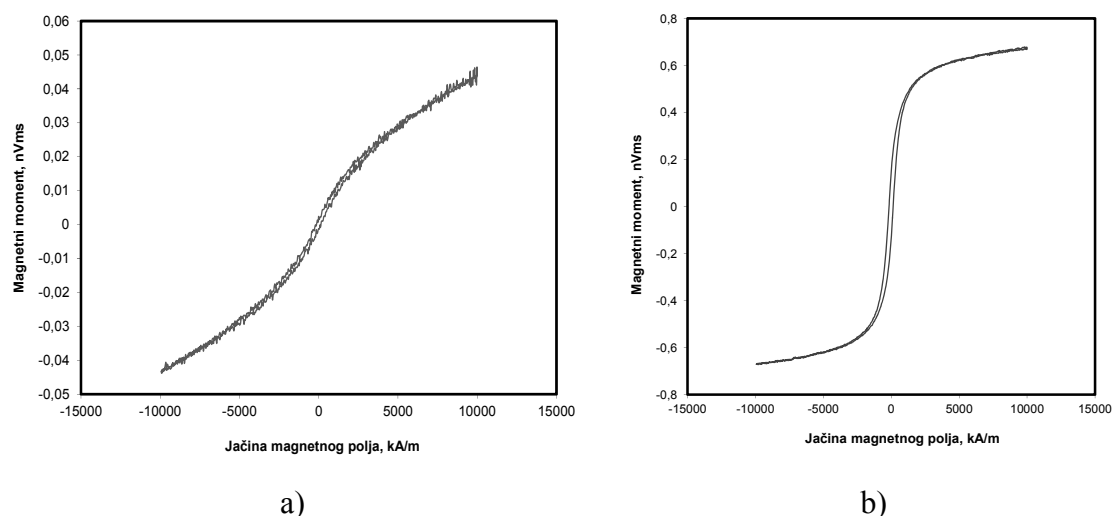 0,06
0,05
0,04
0,03
0,02
0,01
0
-0,01
-0,02
-0,03
-0,04
-0,05
-15000 -10000 -5000 0 5000 10000 15000
Magnetni moment, nVms
Jačina magnetnog polja, kA/m
a)
0,8
0,6
0,4
0,2
0
-0,2
-0,4
-0,6
-0,8
-15000 -10000 -5000 0 5000 10000 15000
Magnetni moment, nVms
Jačina magnetnog polja, kA/m
b)